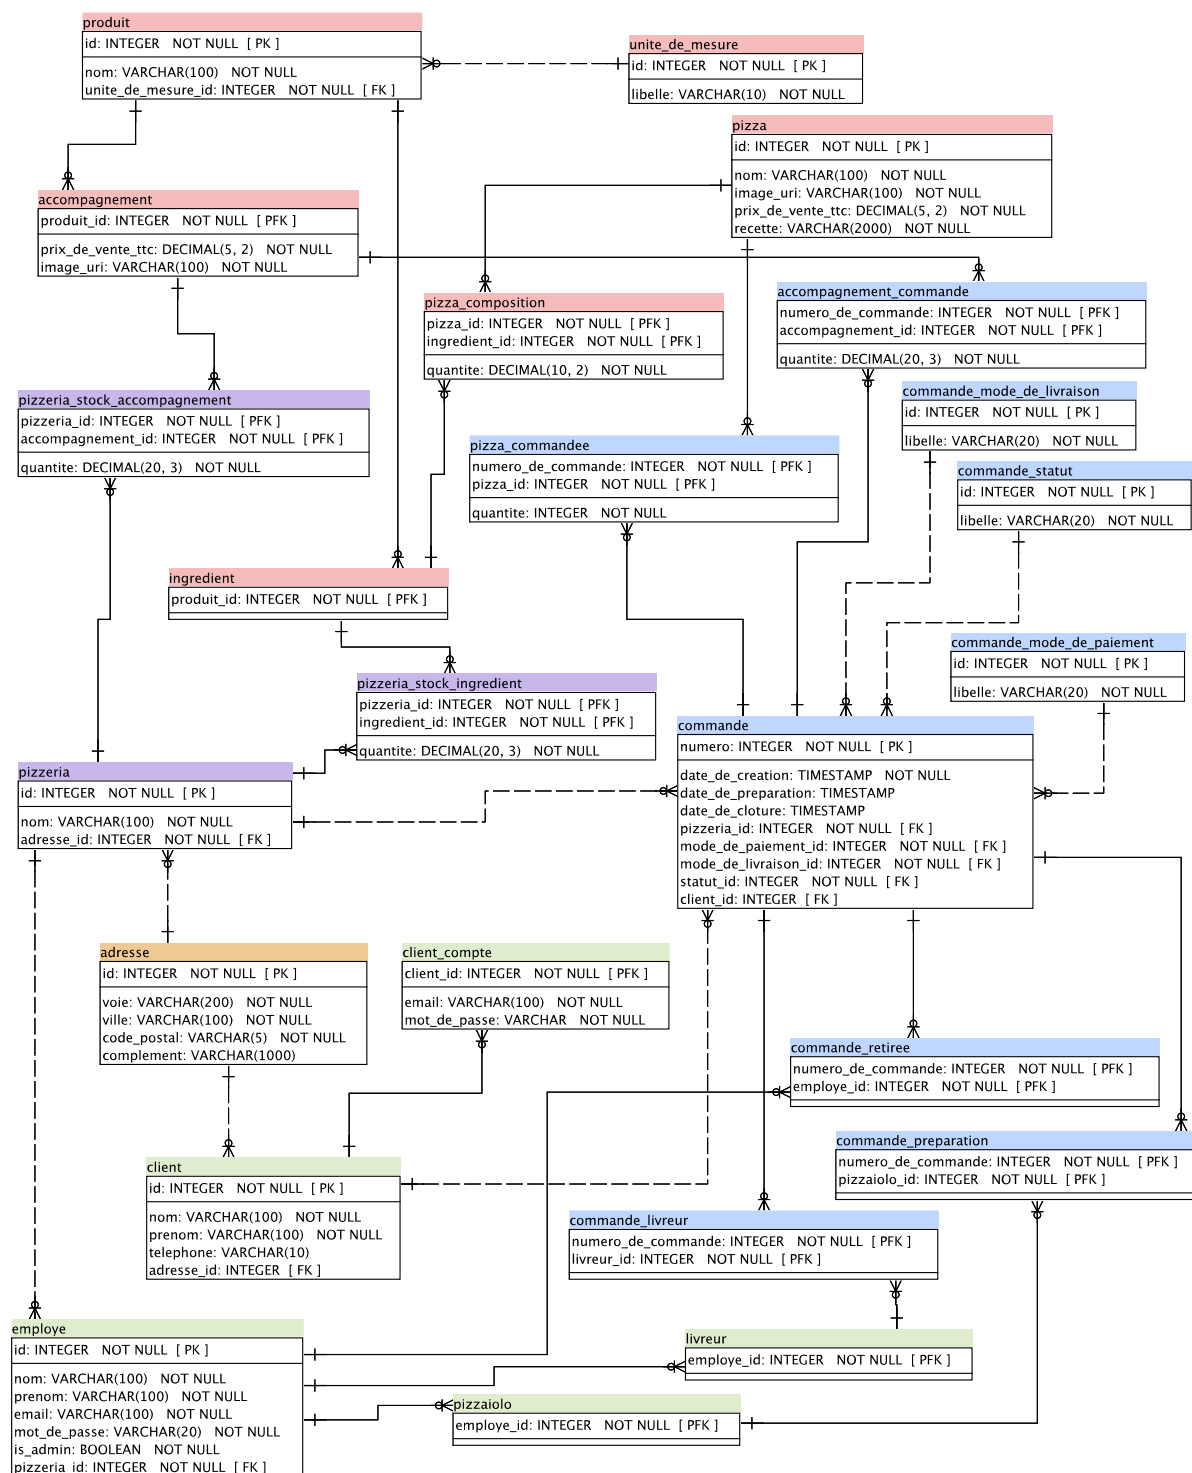 produit
id: INTEGER   NOT NULL  [ PK ]
nom: VARCHAR(100)   NOT NULL
unite_de_mesure_id: INTEGER   NOT NULL  [ FK ]
unite_de_mesure
id: INTEGER   NOT NULL  [ PK ]
libelle: VARCHAR(10)   NOT NULL
pizza
id: INTEGER   NOT NULL  [ PK ]
nom: VARCHAR(100)   NOT NULL
image_uri: VARCHAR(100)   NOT NULL
prix_de_vente_ttc: DECIMAL(5, 2)   NOT NULL
recette: VARCHAR(2000)   NOT NULL
accompagnement
produit_id: INTEGER   NOT NULL  [ PFK ]
prix_de_vente_ttc: DECIMAL(5, 2)   NOT NULL
image_uri: VARCHAR(100)   NOT NULL
pizza_composition
pizza_id: INTEGER   NOT NULL  [ PFK ]
ingredient_id: INTEGER   NOT NULL  [ PFK ]
quantite: DECIMAL(10, 2)   NOT NULL
accompagnement_commande
numero_de_commande: INTEGER   NOT NULL  [ PFK ]
accompagnement_id: INTEGER   NOT NULL  [ PFK ]
quantite: DECIMAL(20, 3)   NOT NULL
pizzeria_stock_accompagnement
pizzeria_id: INTEGER   NOT NULL  [ PFK ]
accompagnement_id: INTEGER   NOT NULL  [ PFK ]
quantite: DECIMAL(20, 3)   NOT NULL
commande_mode_de_livraison
id: INTEGER   NOT NULL  [ PK ]
libelle: VARCHAR(20)   NOT NULL
pizza_commandee
numero_de_commande: INTEGER   NOT NULL  [ PFK ]
pizza_id: INTEGER   NOT NULL  [ PFK ]
quantite: INTEGER   NOT NULL
commande_statut
id: INTEGER   NOT NULL  [ PK ]
libelle: VARCHAR(20)   NOT NULL
ingredient
produit_id: INTEGER   NOT NULL  [ PFK ]
commande_mode_de_paiement
id: INTEGER   NOT NULL  [ PK ]
libelle: VARCHAR(20)   NOT NULL
pizzeria_stock_ingredient
pizzeria_id: INTEGER   NOT NULL  [ PFK ]
ingredient_id: INTEGER   NOT NULL  [ PFK ]
quantite: DECIMAL(20, 3)   NOT NULL
commande
numero: INTEGER   NOT NULL  [ PK ]
date_de_creation: TIMESTAMP   NOT NULL
date_de_preparation: TIMESTAMP
date_de_cloture: TIMESTAMP
pizzeria_id: INTEGER   NOT NULL  [ FK ]
mode_de_paiement_id: INTEGER   NOT NULL  [ FK ]
mode_de_livraison_id: INTEGER   NOT NULL  [ FK ]
statut_id: INTEGER   NOT NULL  [ FK ]
client_id: INTEGER  [ FK ]
pizzeria
id: INTEGER   NOT NULL  [ PK ]
nom: VARCHAR(100)   NOT NULL
adresse_id: INTEGER   NOT NULL  [ FK ]
adresse
id: INTEGER   NOT NULL  [ PK ]
voie: VARCHAR(200)   NOT NULL
ville: VARCHAR(100)   NOT NULL
code_postal: VARCHAR(5)   NOT NULL
complement: VARCHAR(1000)
client_compte
client_id: INTEGER   NOT NULL  [ PFK ]
email: VARCHAR(100)   NOT NULL
mot_de_passe: VARCHAR   NOT NULL
commande_retiree
numero_de_commande: INTEGER   NOT NULL  [ PFK ]
employe_id: INTEGER   NOT NULL  [ PFK ]
commande_preparation
numero_de_commande: INTEGER   NOT NULL  [ PFK ]
pizzaiolo_id: INTEGER   NOT NULL  [ PFK ]
client
id: INTEGER   NOT NULL  [ PK ]
nom: VARCHAR(100)   NOT NULL
prenom: VARCHAR(100)   NOT NULL
telephone: VARCHAR(10)
adresse_id: INTEGER  [ FK ]
commande_livreur
numero_de_commande: INTEGER   NOT NULL  [ PFK ]
livreur_id: INTEGER   NOT NULL  [ PFK ]
employe
id: INTEGER   NOT NULL  [ PK ]
nom: VARCHAR(100)   NOT NULL
prenom: VARCHAR(100)   NOT NULL
email: VARCHAR(100)   NOT NULL
mot_de_passe: VARCHAR(20)   NOT NULL
is_admin: BOOLEAN   NOT NULL
pizzeria_id: INTEGER   NOT NULL  [ FK ]
livreur
employe_id: INTEGER   NOT NULL  [ PFK ]
pizzaiolo
employe_id: INTEGER   NOT NULL  [ PFK ]